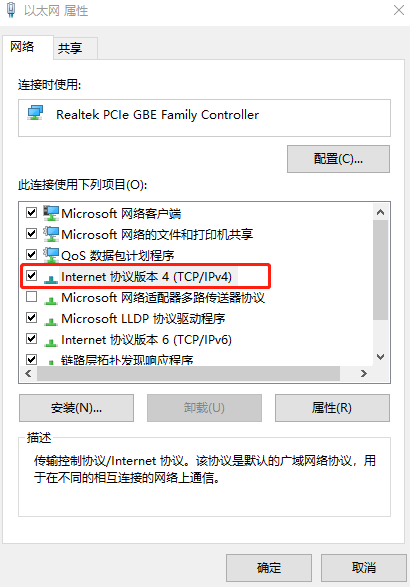 以太网 属性
网络
共享
连接时使用:
Realtek PCIe GBE Family Controller
配置(C)...
此连接使用下列项目(O):
Microsoft 网络客户端
Microsoft 网络的文件和打印机共享
QoS 数据包计划程序
Internet 协议版本 4 (TCP/IPv4)
Microsoft 网络适配器多路传送器协议
Microsoft LLDP 协议驱动程序
Internet 协议版本 6 (TCP/IPv6)
链路层拓扑发现响应程序
安装(N)...
卸载(U)
属性(R)
描述
传输控制协议/Internet 协议。该协议是默认的广域网络协议，用
于在不同的相互连接的网络上通信。
确定
取消